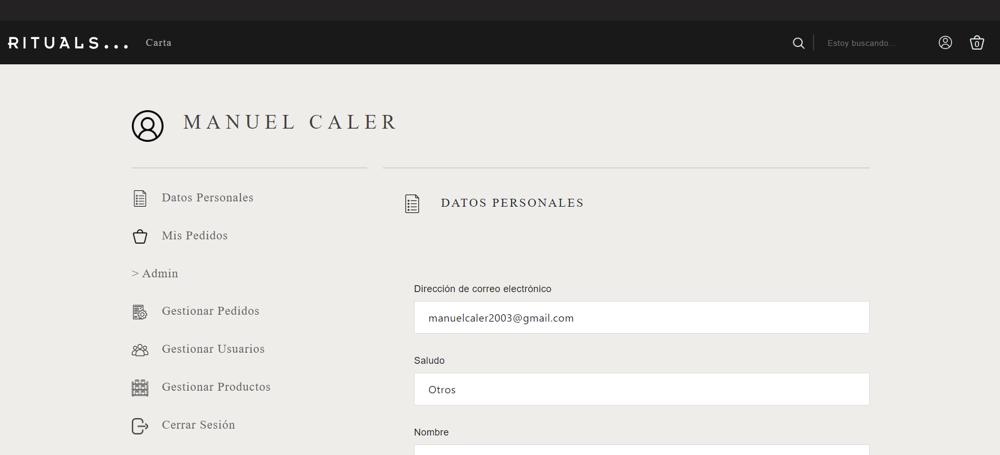 RITUALS...
Carta
Estoy buscando...
0
MANUEL CALER
Datos Personales
Mis Pedidos
> Admin
Gestionar Pedidos
Gestionar Usuarios
Gestionar Productos
Cerrar Sesión
DATOS PERSONALES
Dirección de correo electrónico
manuelcaler2003@gmail.com
Saludo
Otros
Nombre